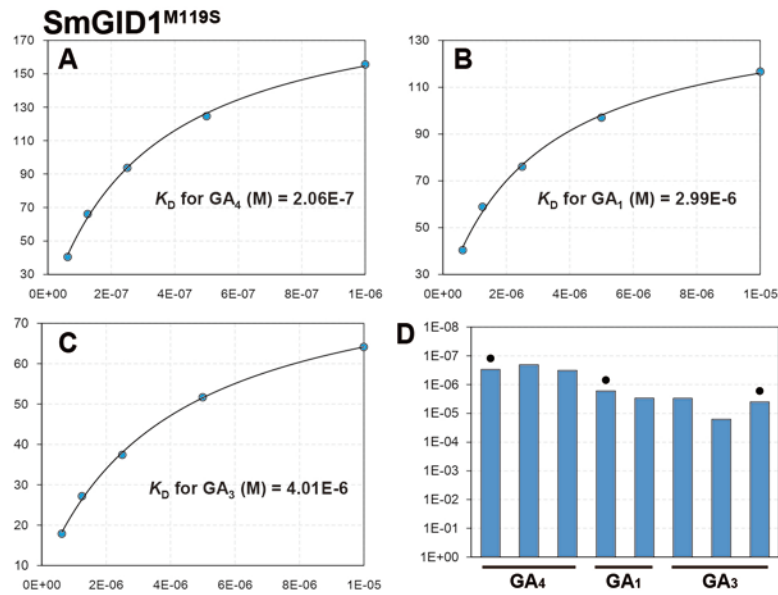 SmGID1M119S
A
170
150
130
110
90
70
50
30
KD for GA4 (M) = 2.06E-7
0E+00 2E-07 4E-07 6E-07 8E-07 1E-06
B
130
110
90
70
50
30
KD for GA1 (M) = 2.99E-6
0E+00 2E-06 4E-06 6E-06 8E-06 1E-05
C
70
60
50
40
30
20
10
KD for GA3 (M) = 4.01E-6
0E+00 2E-06 4E-06 6E-06 8E-06 1E-05
D
1E-08
1E-07
1E-06
1E-05
1E-04
1E-03
1E-02
1E-01
1E+00
GA4 GA1 GA3